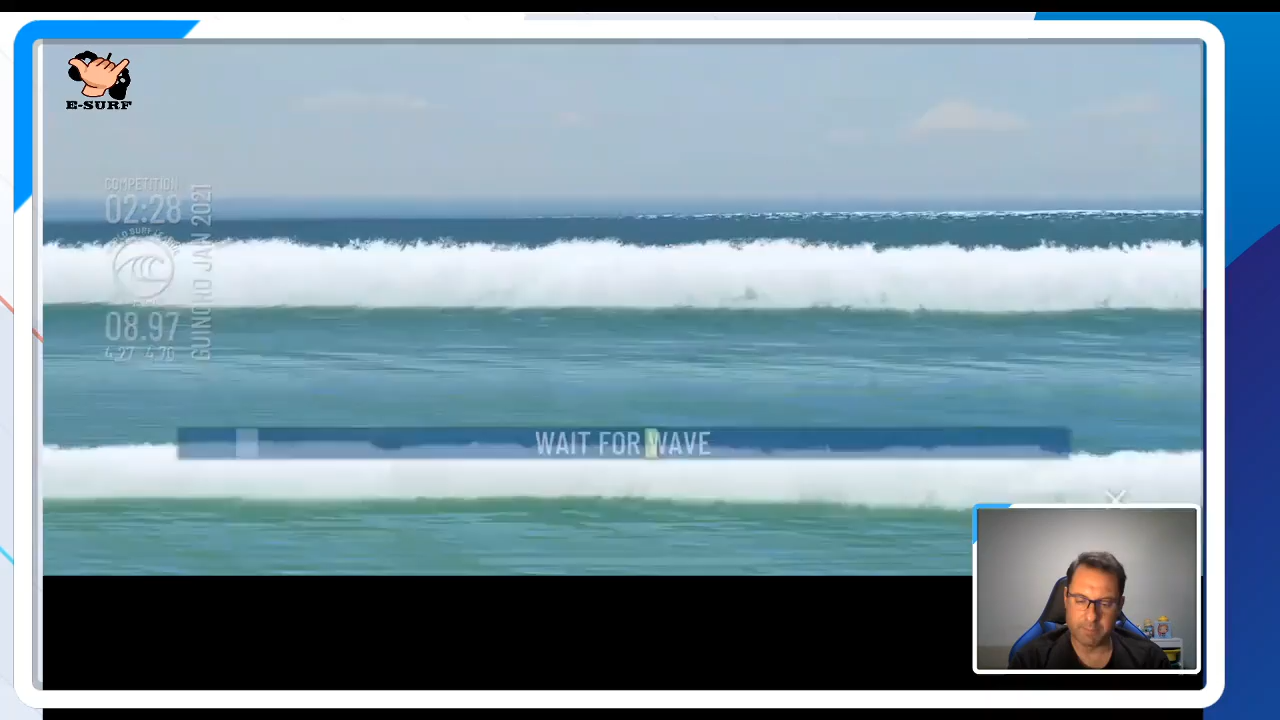 E-SURF
COMPETITION
02:28
GUINCHO JAN 2021
08.97
4.27 4.70
WAIT FOR WAVE